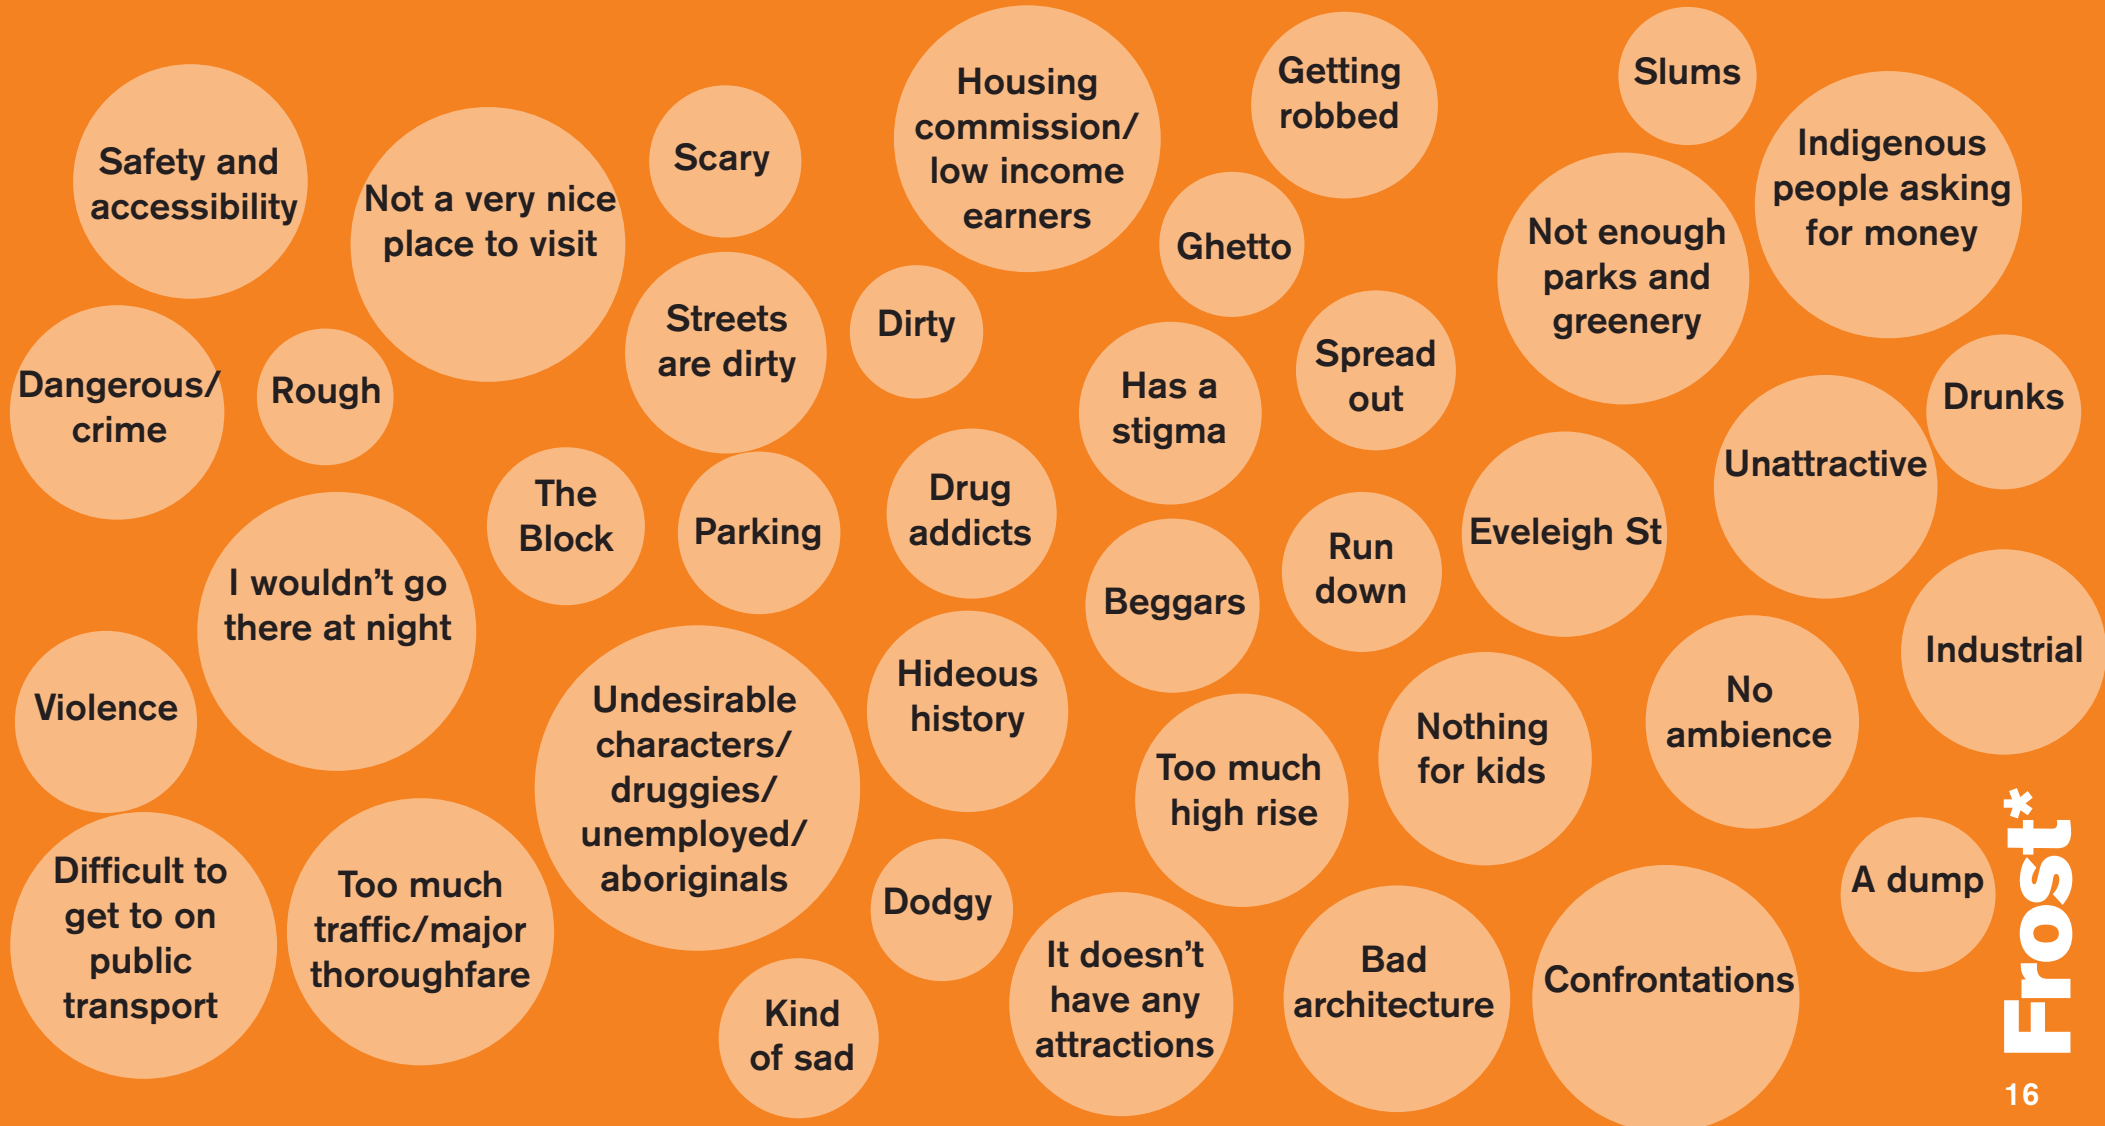 Safety and
accessibility
Not a very nice
place to visit
Scary
Housing
commission/
low income
earners
Getting
robbed
Slums
Indigenous
people asking
for money
Ghetto
Not enough
parks and
greenery
Dangerous/
crime
Rough
Streets
are dirty
Dirty
Has a
stigma
Spread
out
Unattractive
Drunks
The
Block
Parking
Drug
addicts
Beggars
Run
down
Eveleigh St
I wouldn't go
there at night
Industrial
Violence
Undesirable
characters/
druggies/
unemployed/
aboriginals
Hideous
history
Too much
high rise
Nothing
for kids
No
ambience
Difficult to
get to on
public
transport
Too much
traffic/major
thoroughfare
Dodgy
A dump
Kind
of sad
It doesn't
have any
attractions
Bad
architecture
Confrontations
Frost*
16